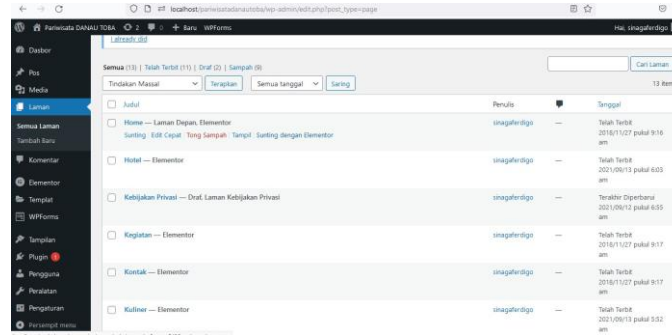 localhost/pariwisatadanautoba/wp-admin/edit.php?post_type=page
Pariwisata DANAU TOBA 2 0 + Baru WPForms Hai, sinagaferdigo
I already did
Dasbor
Pos
Media
Laman
Semua Laman
Tambah Baru
Komentar
Elementor
Templat
WPForms
Tampilan
Plugin
Pengguna
Peralatan
Pengaturan
Persempit menu
Semua (13) | Telah Terbit (11) | Draf (2) | Sampah (9)
Cari Laman
Tindakan Massal Terapkan Semua tanggal Saring 13 item
Judul Penulis Tanggal
Home — Laman Depan, Elementor sinagaferdigo — Telah Terbit
Sunting Edit Cepat Tong Sampah Tampil Sunting dengan Elementor 2018/11/27 pukul 9:16
am
Hotel — Elementor sinagaferdigo — Telah Terbit
2021/09/13 pukul 6:03
am
Kebijakan Privasi — Draf, Laman Kebijakan Privasi sinagaferdigo — Terakhir Diperbarui
2021/09/12 pukul 6:55
am
Kegiatan — Elementor sinagaferdigo — Telah Terbit
2018/11/27 pukul 9:17
am
Kontak — Elementor sinagaferdigo — Telah Terbit
2018/11/27 pukul 9:17
am
Kuliner — Elementor sinagaferdigo — Telah Terbit
2021/09/13 pukul 5:52
am